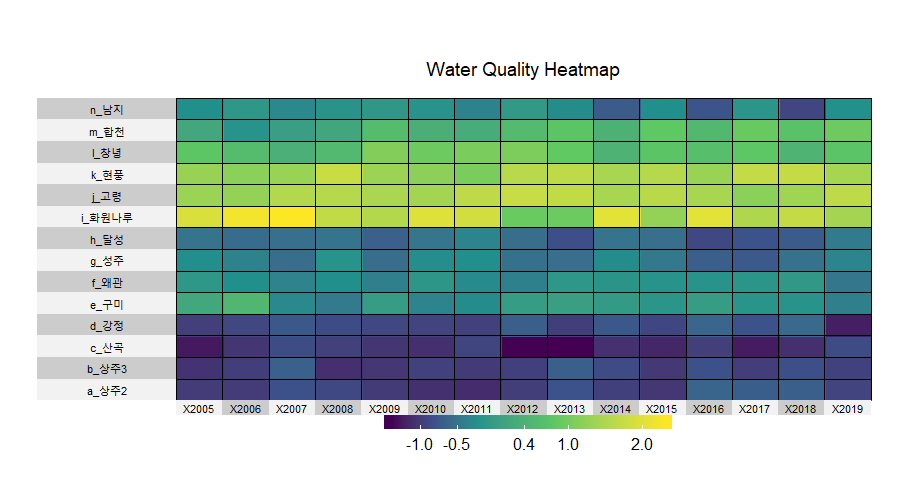 Water Quality Heatmap
n_남지
m_합천
l_창녕
k_현풍
j_고령
i_화원나루
h_달성
g_성주
f_왜관
e_구미
d_강정
c_산곡
b_상주3
a_상주2
X2005 X2006 X2007 X2008 X2009 X2010 X2011 X2012 X2013 X2014 X2015 X2016 X2017 X2018 X2019
-1.0 -0.5 0.4 1.0 2.0